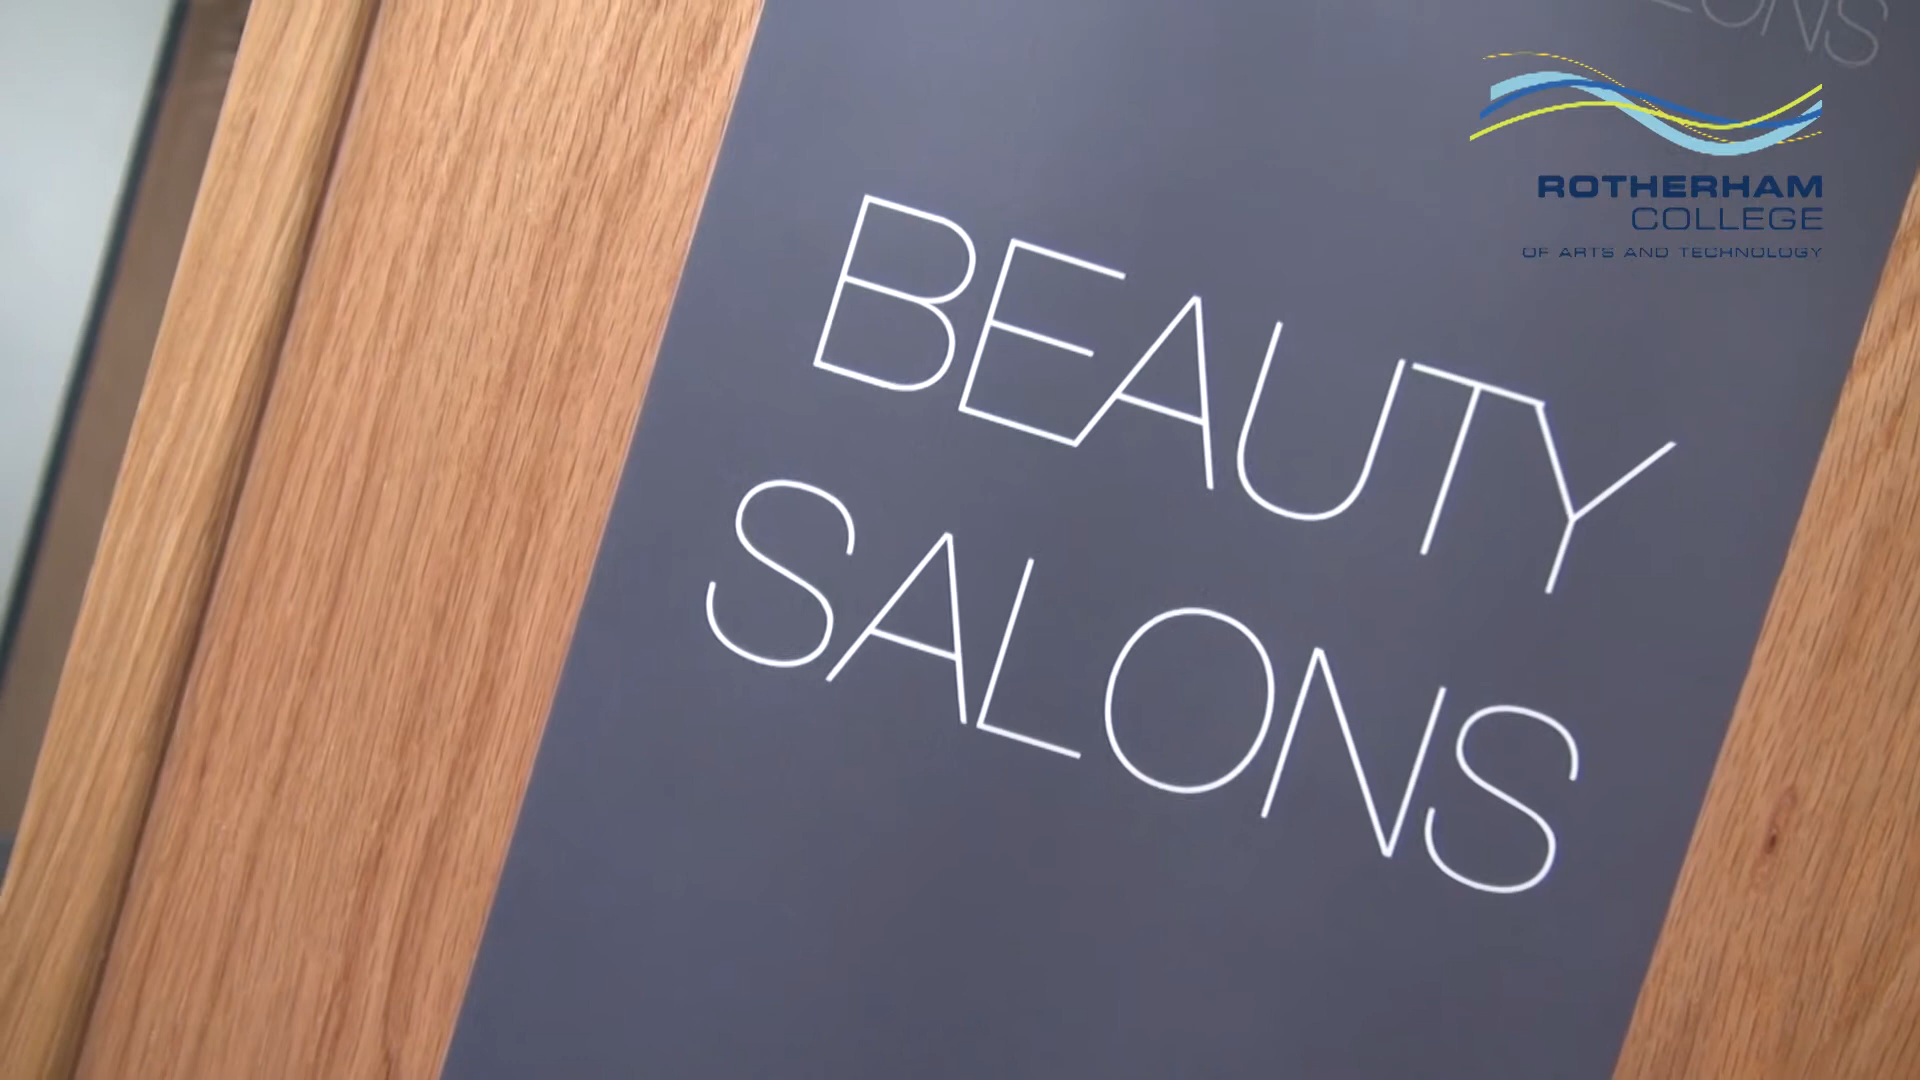 ROTHERHAM
COLLEGE
OF ARTS AND TECHNOLOGY
BEAUTY
SALONS